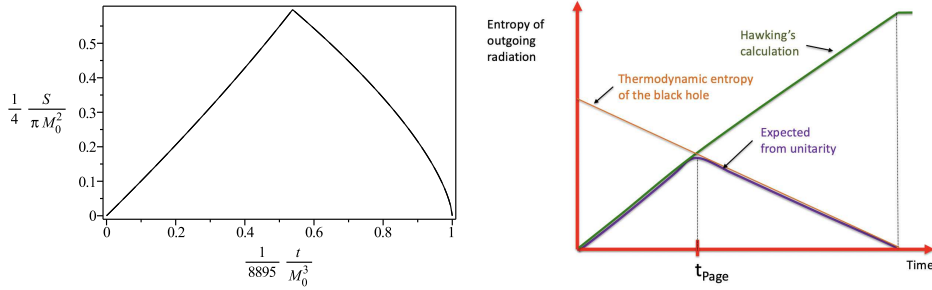 0.5
0.4
0.3
0.2
0.1
0
1 S
4 π M₀²
0 0.2 0.4 0.6 0.8 1
1 t
8895 M₀³
Entropy of
outgoing
radiation
Hawking's
calculation
Thermodynamic entropy
of the black hole
Expected
from unitarity
tPage
Time